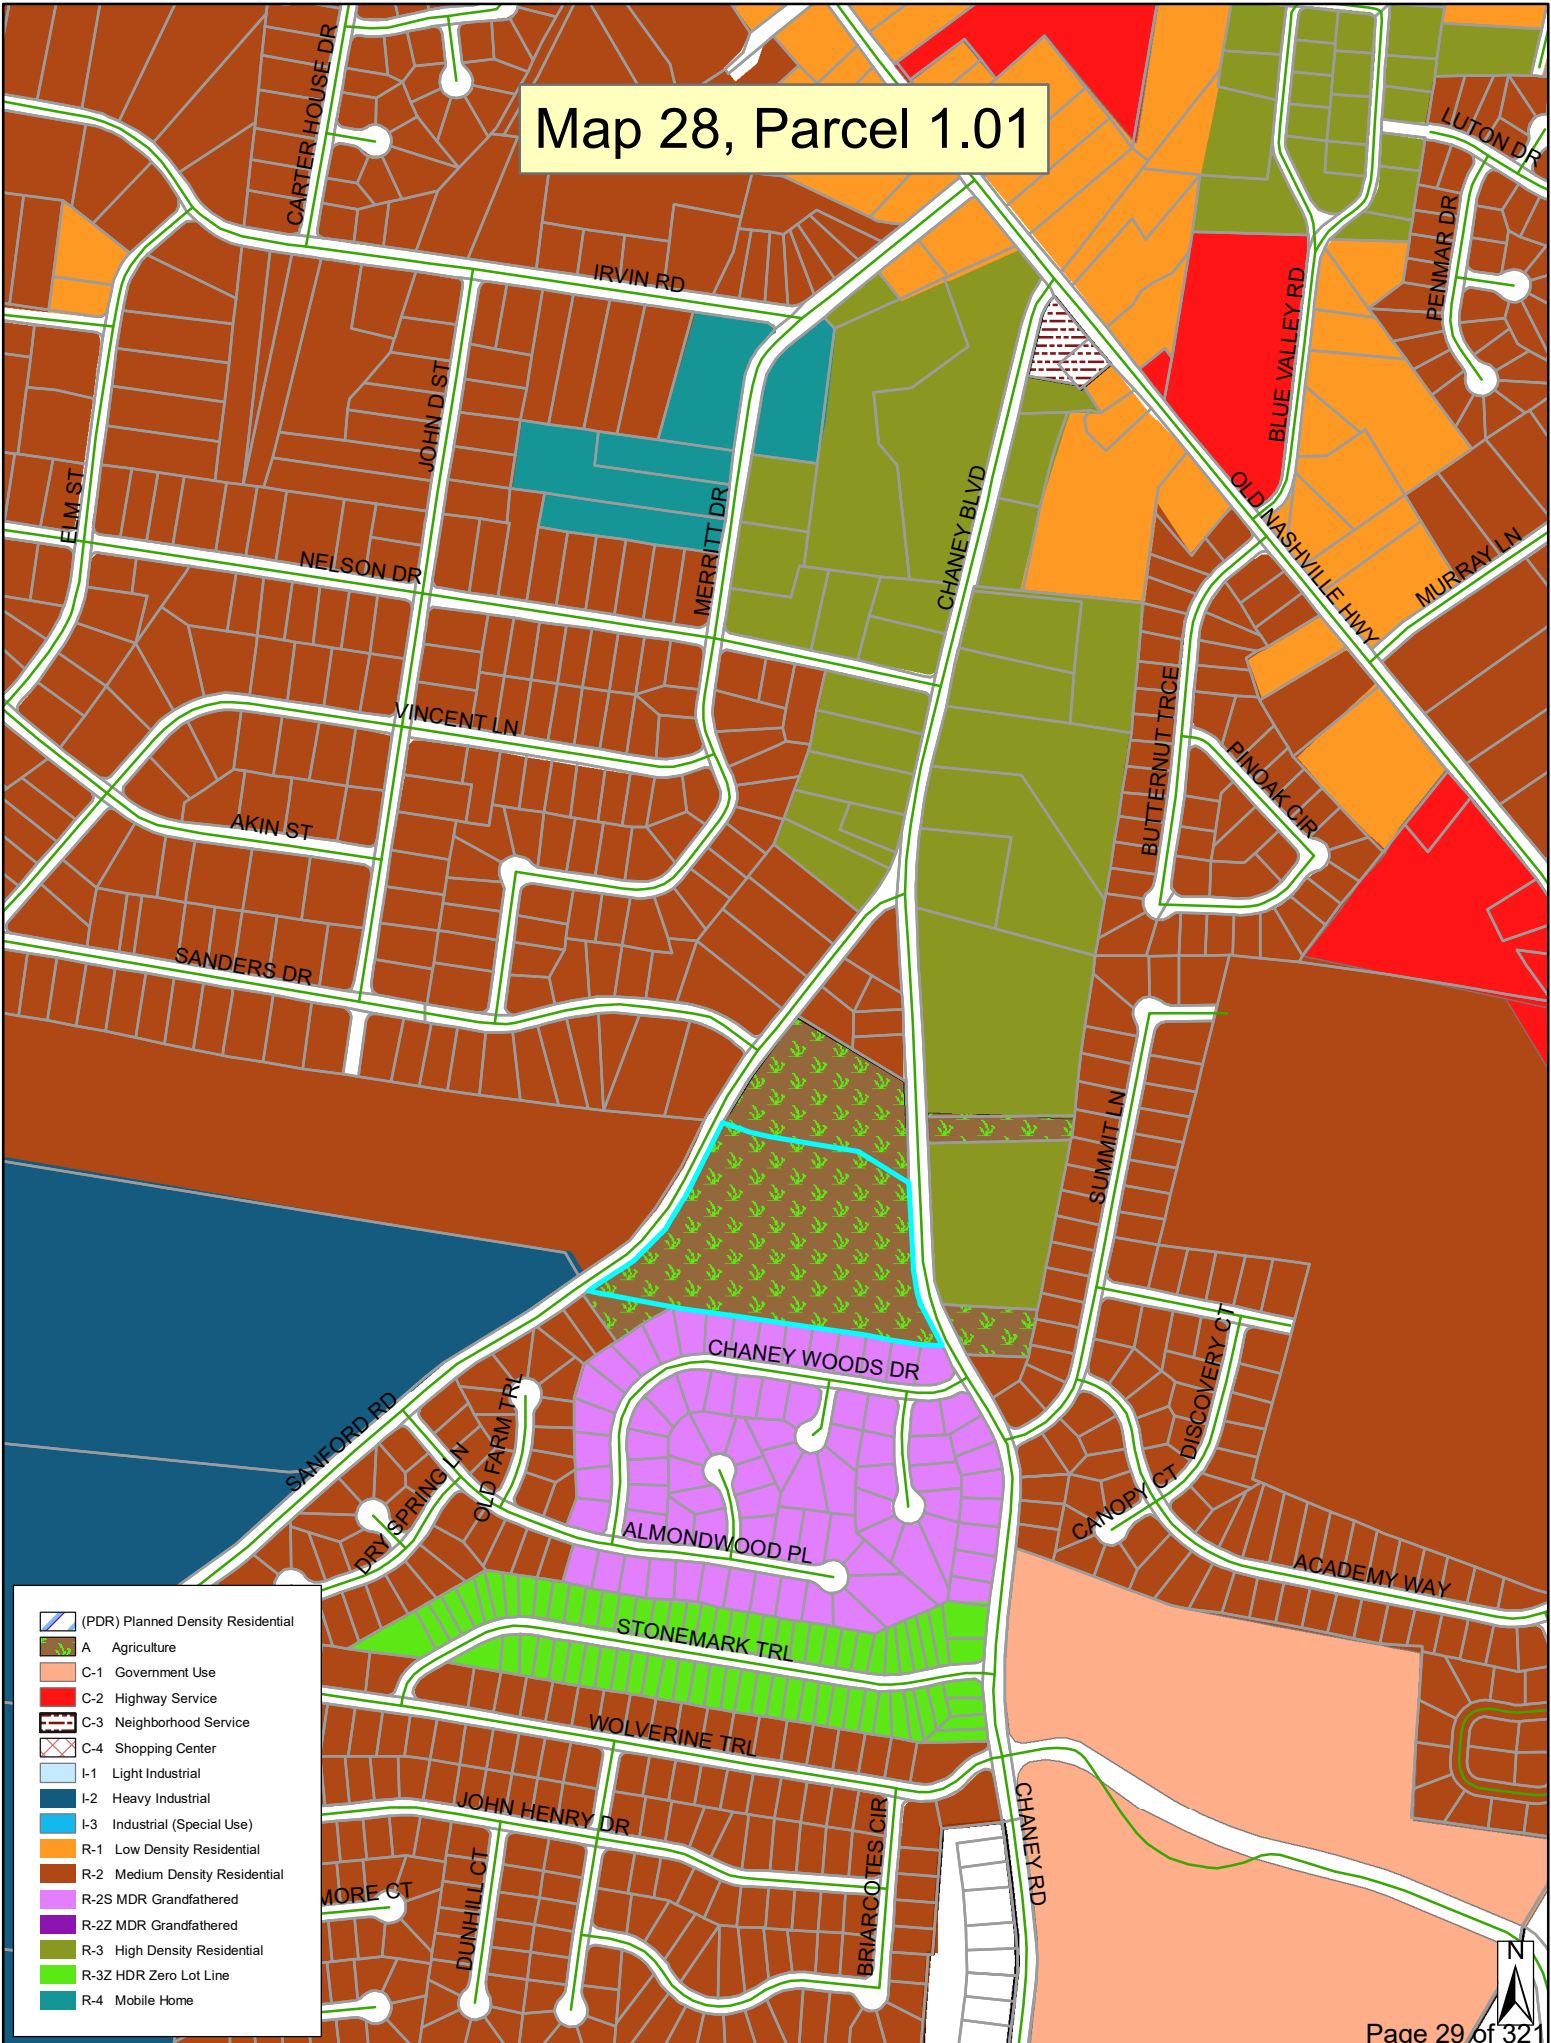 Map 28, Parcel 1.01
CARTER HOUSE DR
LUTON DR
PENMAR DR
IRVIN RD
BLUE VALLEY RD
JOHN D ST
ELM ST
MERRITT DR
CHANEY BLVD
OLD NASHVILLE HWY
MURRAY LN
NELSON DR
VINCENT LN
BUTTERNUT TRCE
PINOAK CIR
AKIN ST
SANDERS DR
SUMMIT LN
CHANEY WOODS DR
DISCOVERY CT
SANFORD RD
OLD FARM TRL
DRY SPRING LN
CANOPY CT
ALMONDWOOD PL
ACADEMY WAY
STONEMARK TRL
WOLVERINE TRL
JOHN HENRY DR
CHANEY RD
BRIARCOTES CIR
DUNHILL CT
MORE CT
(PDR) Planned Density Residential
A Agriculture
C-1 Government Use
C-2 Highway Service
C-3 Neighborhood Service
C-4 Shopping Center
I-1 Light Industrial
I-2 Heavy Industrial
I-3 Industrial (Special Use)
R-1 Low Density Residential
R-2 Medium Density Residential
R-2S MDR Grandfathered
R-2Z MDR Grandfathered
R-3 High Density Residential
R-3Z HDR Zero Lot Line
R-4 Mobile Home
N
Page 29 of 321